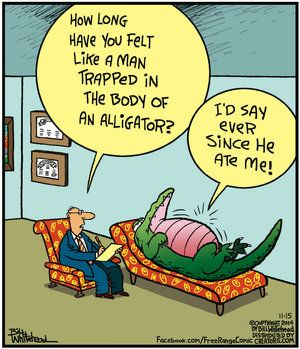 HOW LONG
HAVE YOU FELT
LIKE A MAN
TRAPPED IN
THE BODY OF
AN ALLIGATOR?
I'D SAY
EVER
SINCE HE
ATE ME!
Bill
Whitehead
11-15
©COPYRIGHT 2014
BY BILL WHITEHEAD
DISTRIBUTED BY
CREATORS.COM
Facebook.com/FreeRangeComic